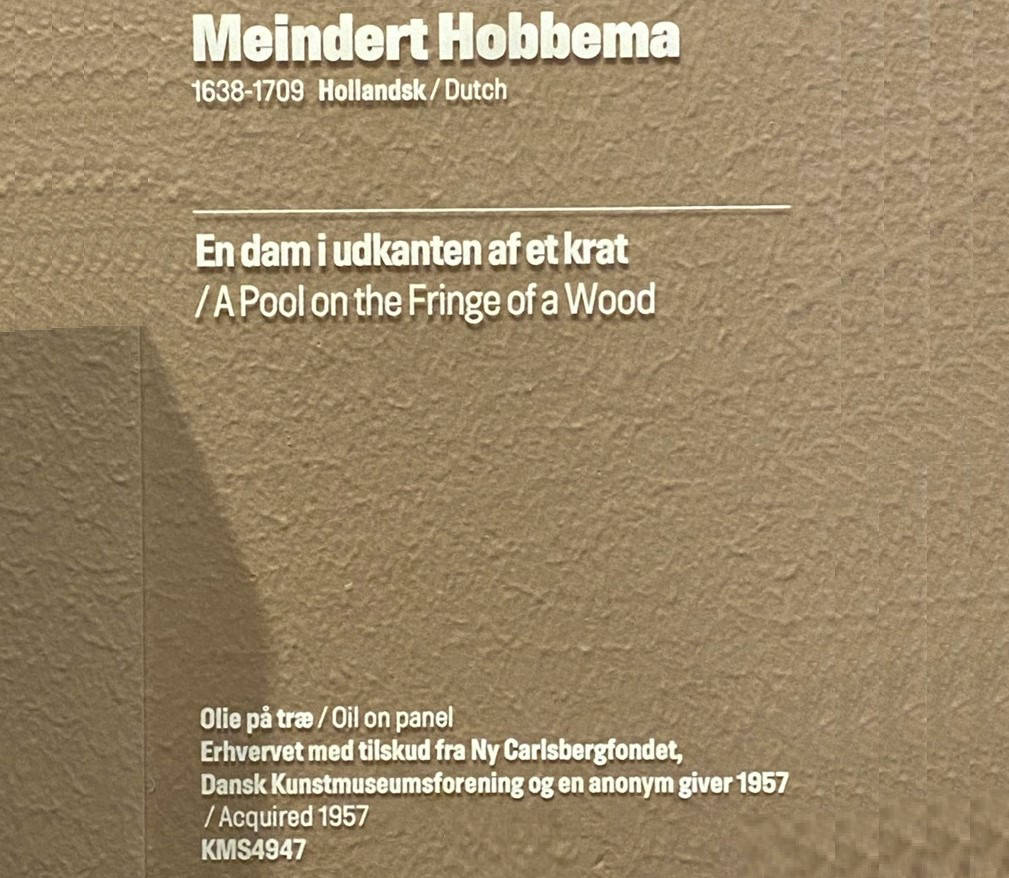 Meindert Hobbema
1638-1709 Hollandsk / Dutch
En dam i udkanten af et krat
/ A Pool on the Fringe of a Wood
Olie på træ / Oil on panel
Erhvervet med tilskud fra Ny Carlsbergfondet,
Dansk Kunstmuseumsforening og en anonym giver 1957
/ Acquired 1957
KMS4947